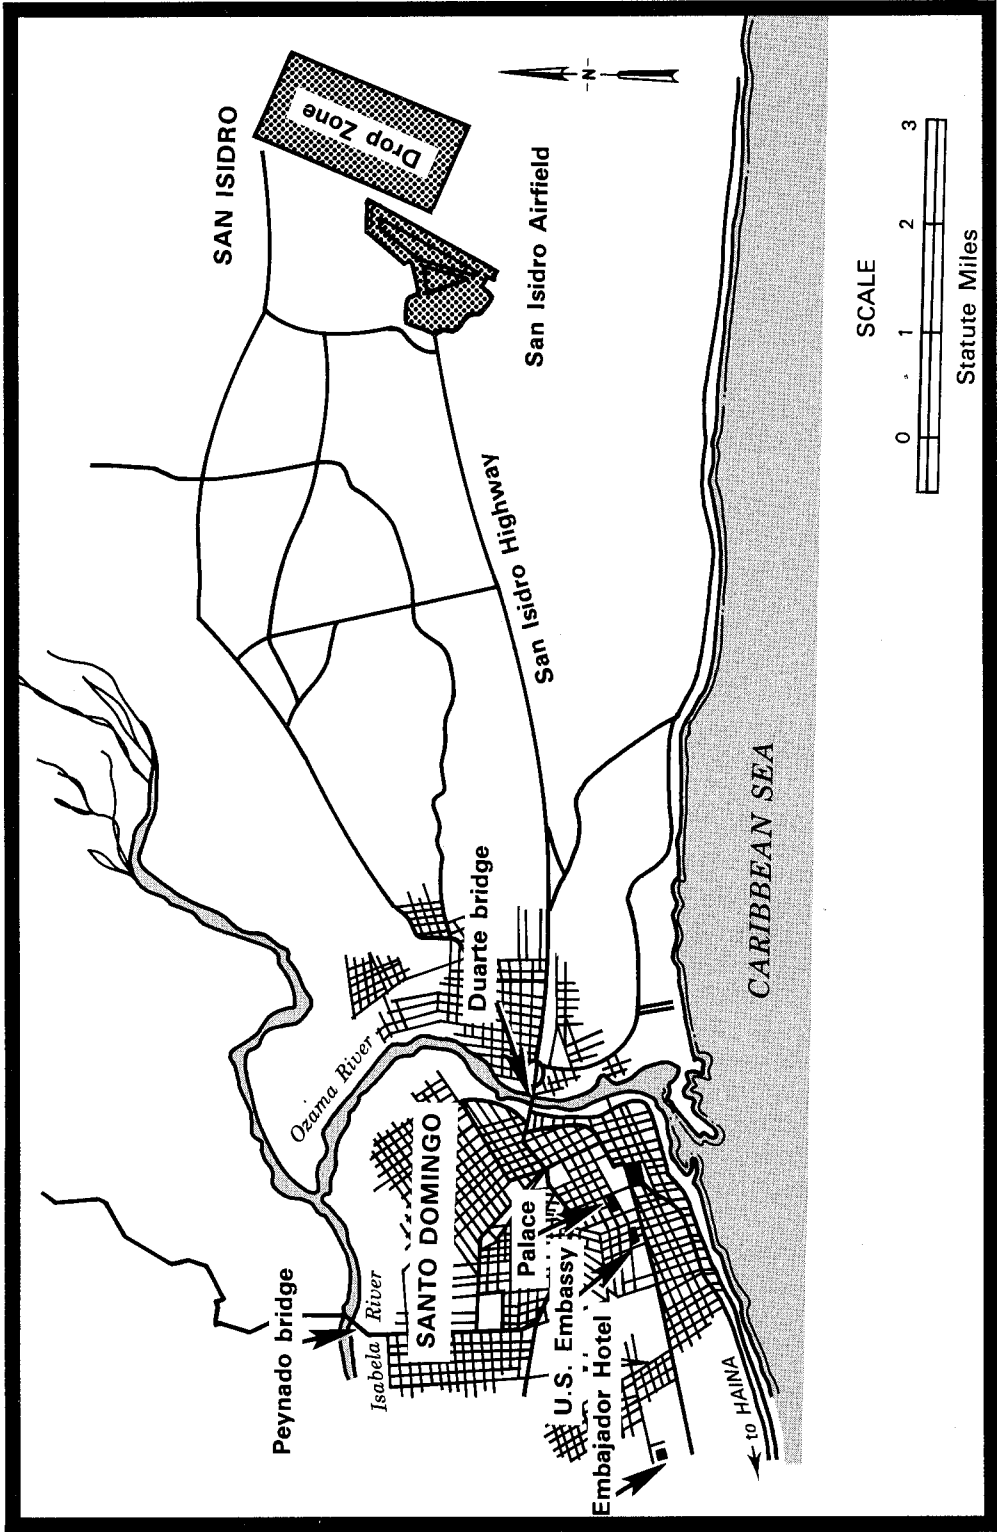 SAN ISIDRO
Drop Zone
-N-
San Isidro Airfield
San Isidro Highway
Duarte bridge
Ozama River
SANTO DOMINGO
Peynado bridge
Isabela River
Palace
U.S. Embassy
Embajador Hotel
to HAINA
CARIBBEAN SEA
SCALE
0 1 2 3
Statute Miles